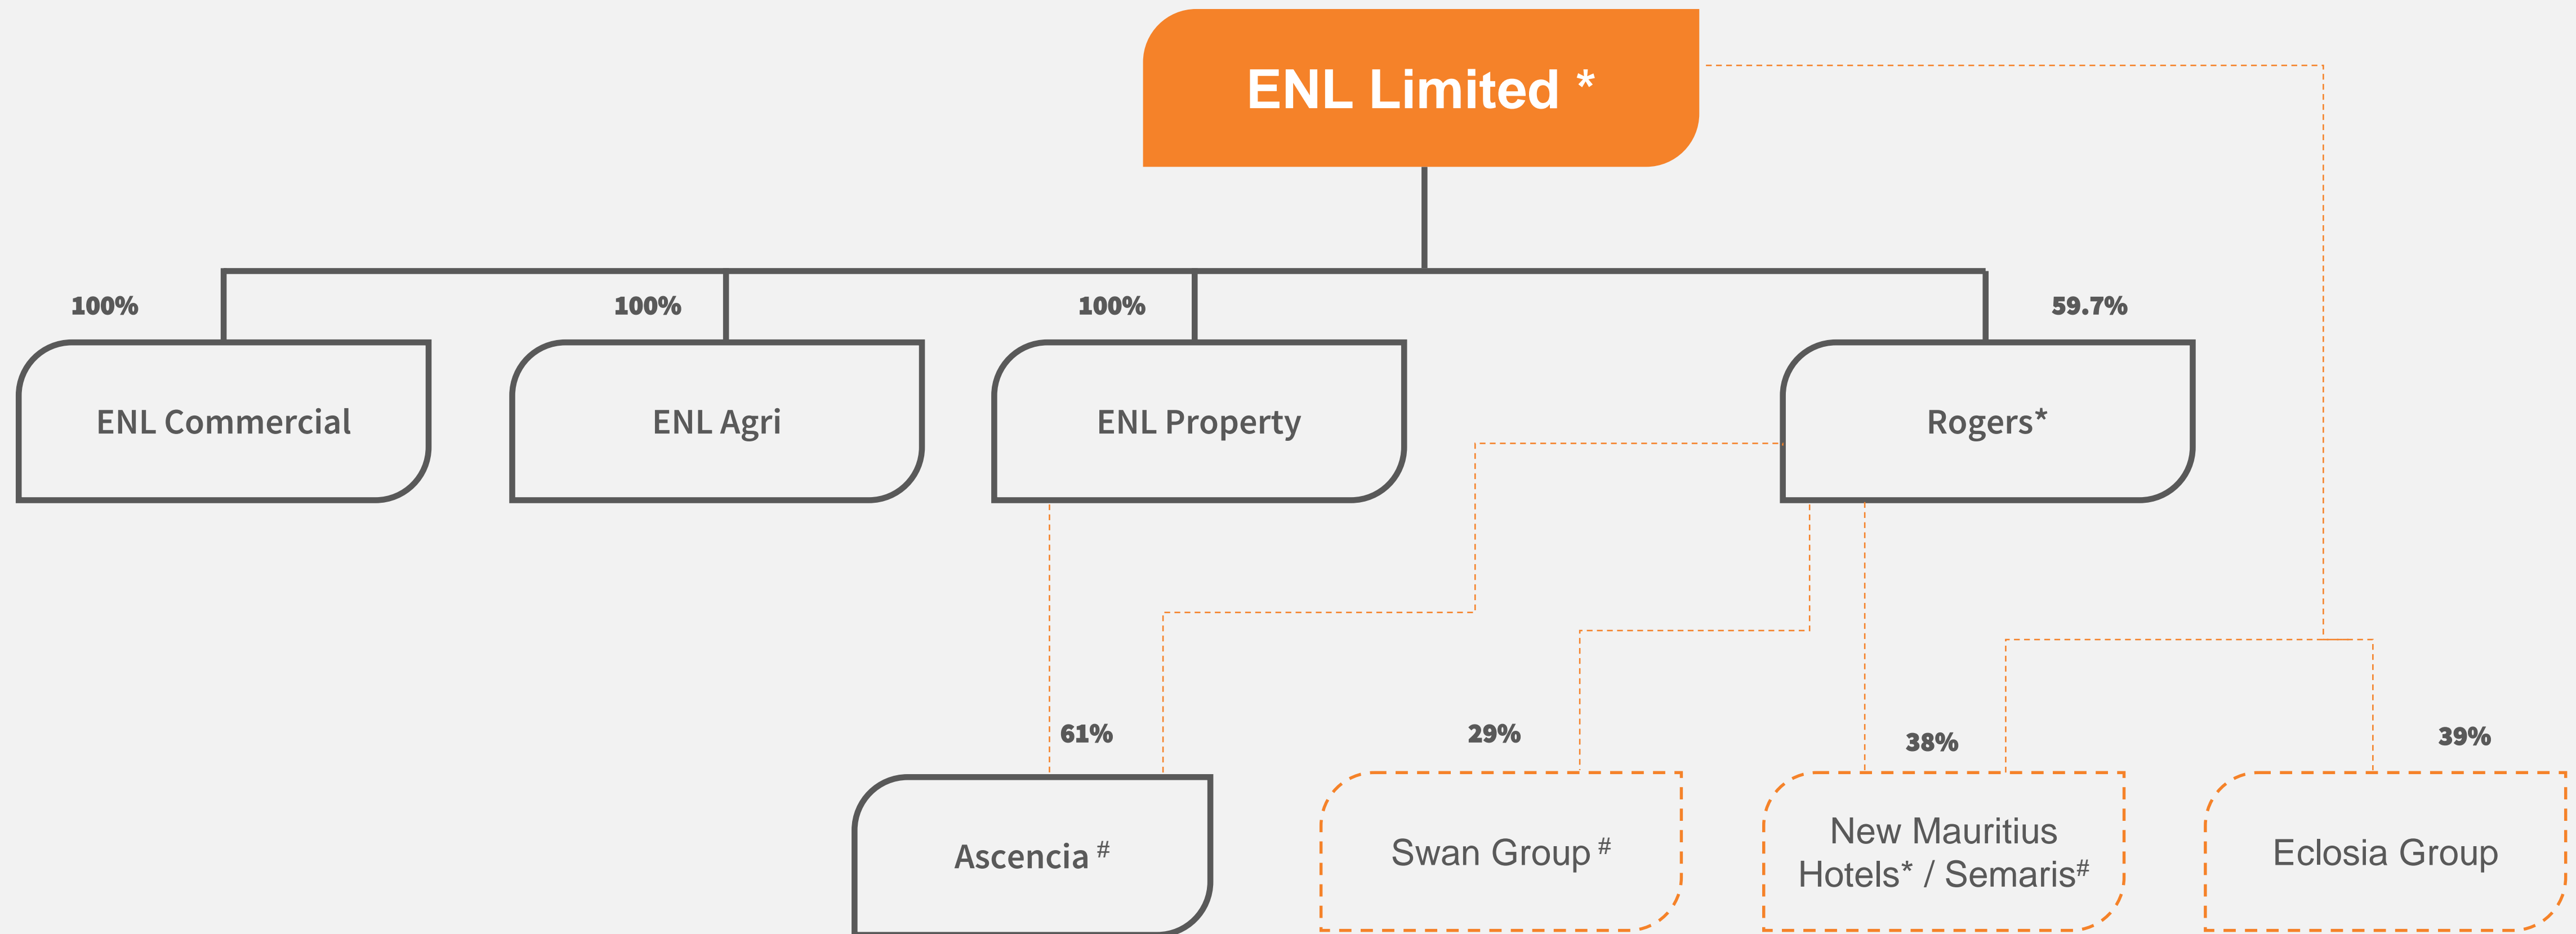 ENL Limited *
100%
100%
100%
59.7%
ENL Commercial
ENL Agri
ENL Property
Rogers*
61%
29%
38%
39%
Ascencia #
Swan Group #
New Mauritius
Hotels* / Semaris#
Eclosia Group